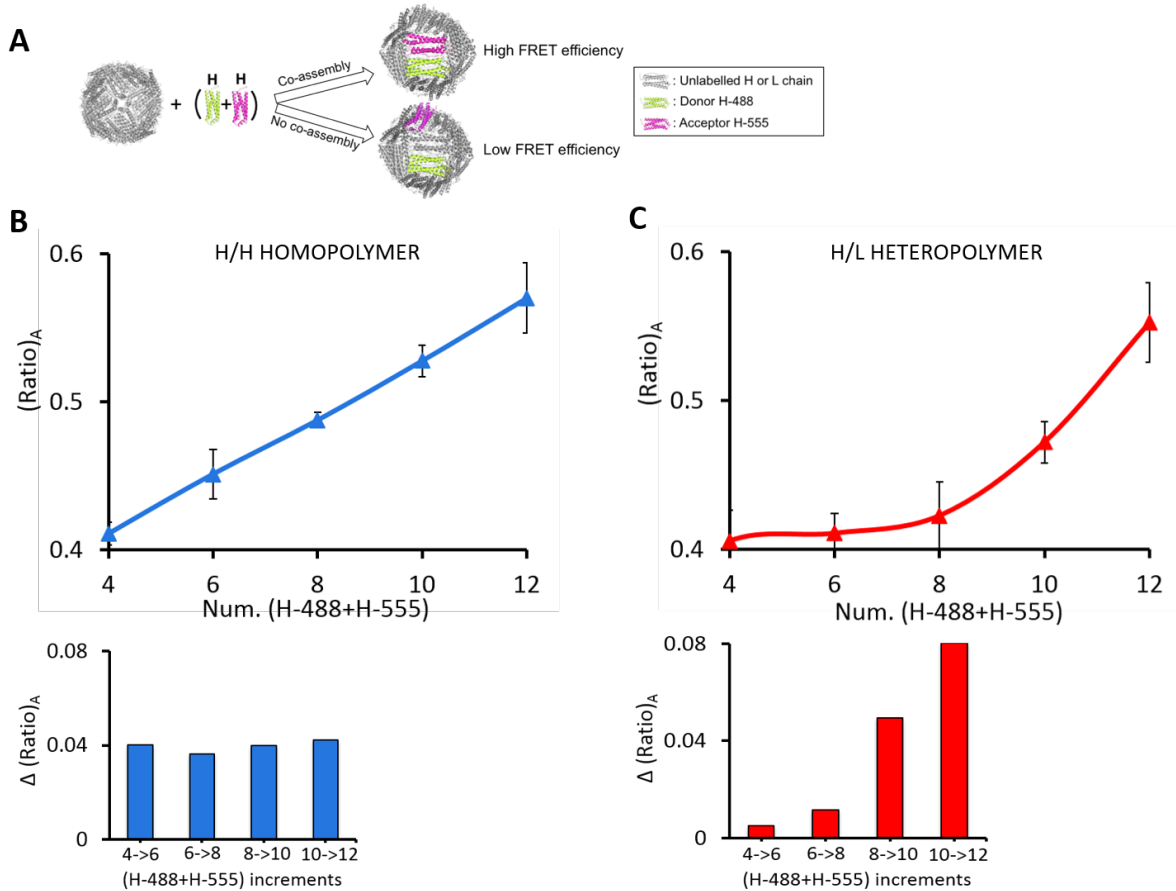 A
H H
+ ( + )
Co-assembly
No co-assembly
High FRET efficiency
Low FRET efficiency
: Unlabelled H or L chain
: Donor H-488
: Acceptor H-555
B
H/H HOMOPOLYMER
(Ratio)A
0.6
0.5
0.4
4 6 8 10 12
Num. (H-488+H-555)
Δ (Ratio)A
0.08
0.04
0
4->6 6->8 8->10 10->12
(H-488+H-555) increments
C
H/L HETEROPOLYMER
(Ratio)A
0.6
0.5
0.4
4 6 8 10 12
Num. (H-488+H-555)
Δ (Ratio)A
0.08
0.04
0
4->6 6->8 8->10 10->12
(H-488+H-555) increments